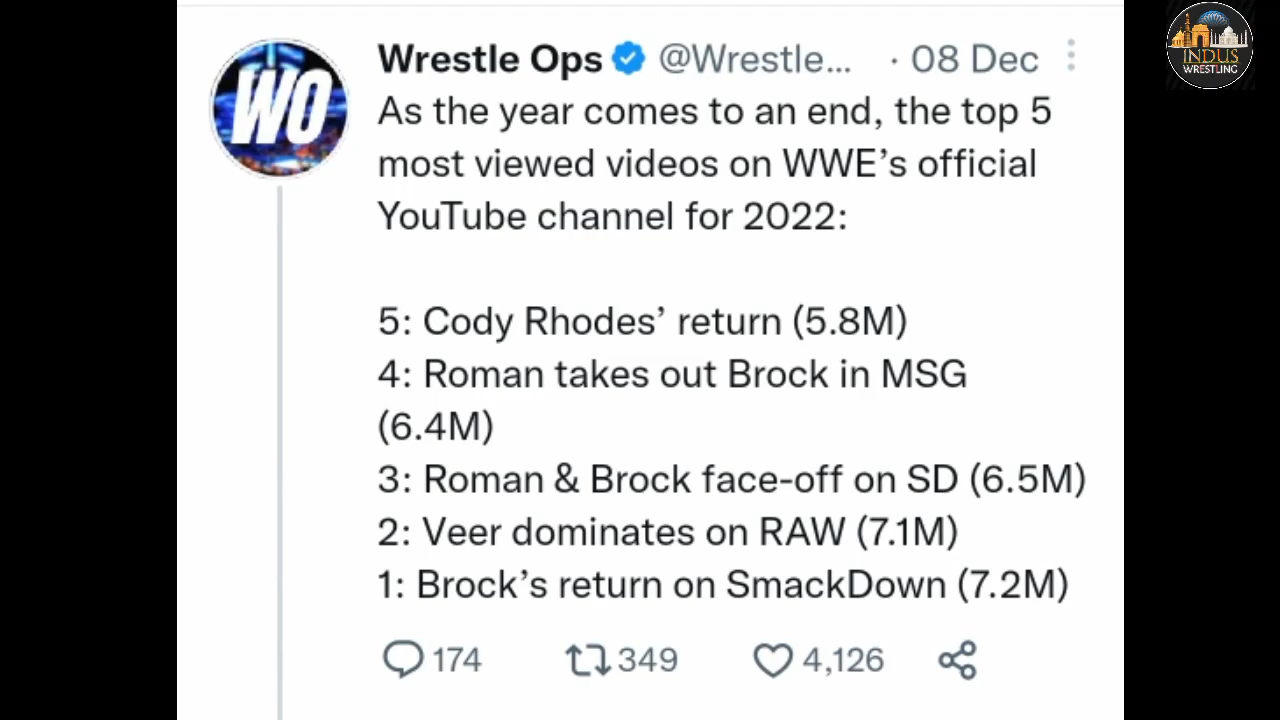 Wrestle Ops @Wrestle... · 08 Dec
As the year comes to an end, the top 5
most viewed videos on WWE’s official
YouTube channel for 2022:
5: Cody Rhodes’ return (5.8M)
4: Roman takes out Brock in MSG
(6.4M)
3: Roman & Brock face-off on SD (6.5M)
2: Veer dominates on RAW (7.1M)
1: Brock’s return on SmackDown (7.2M)
174 349 4,126
WO
INDUS
WRESTLING